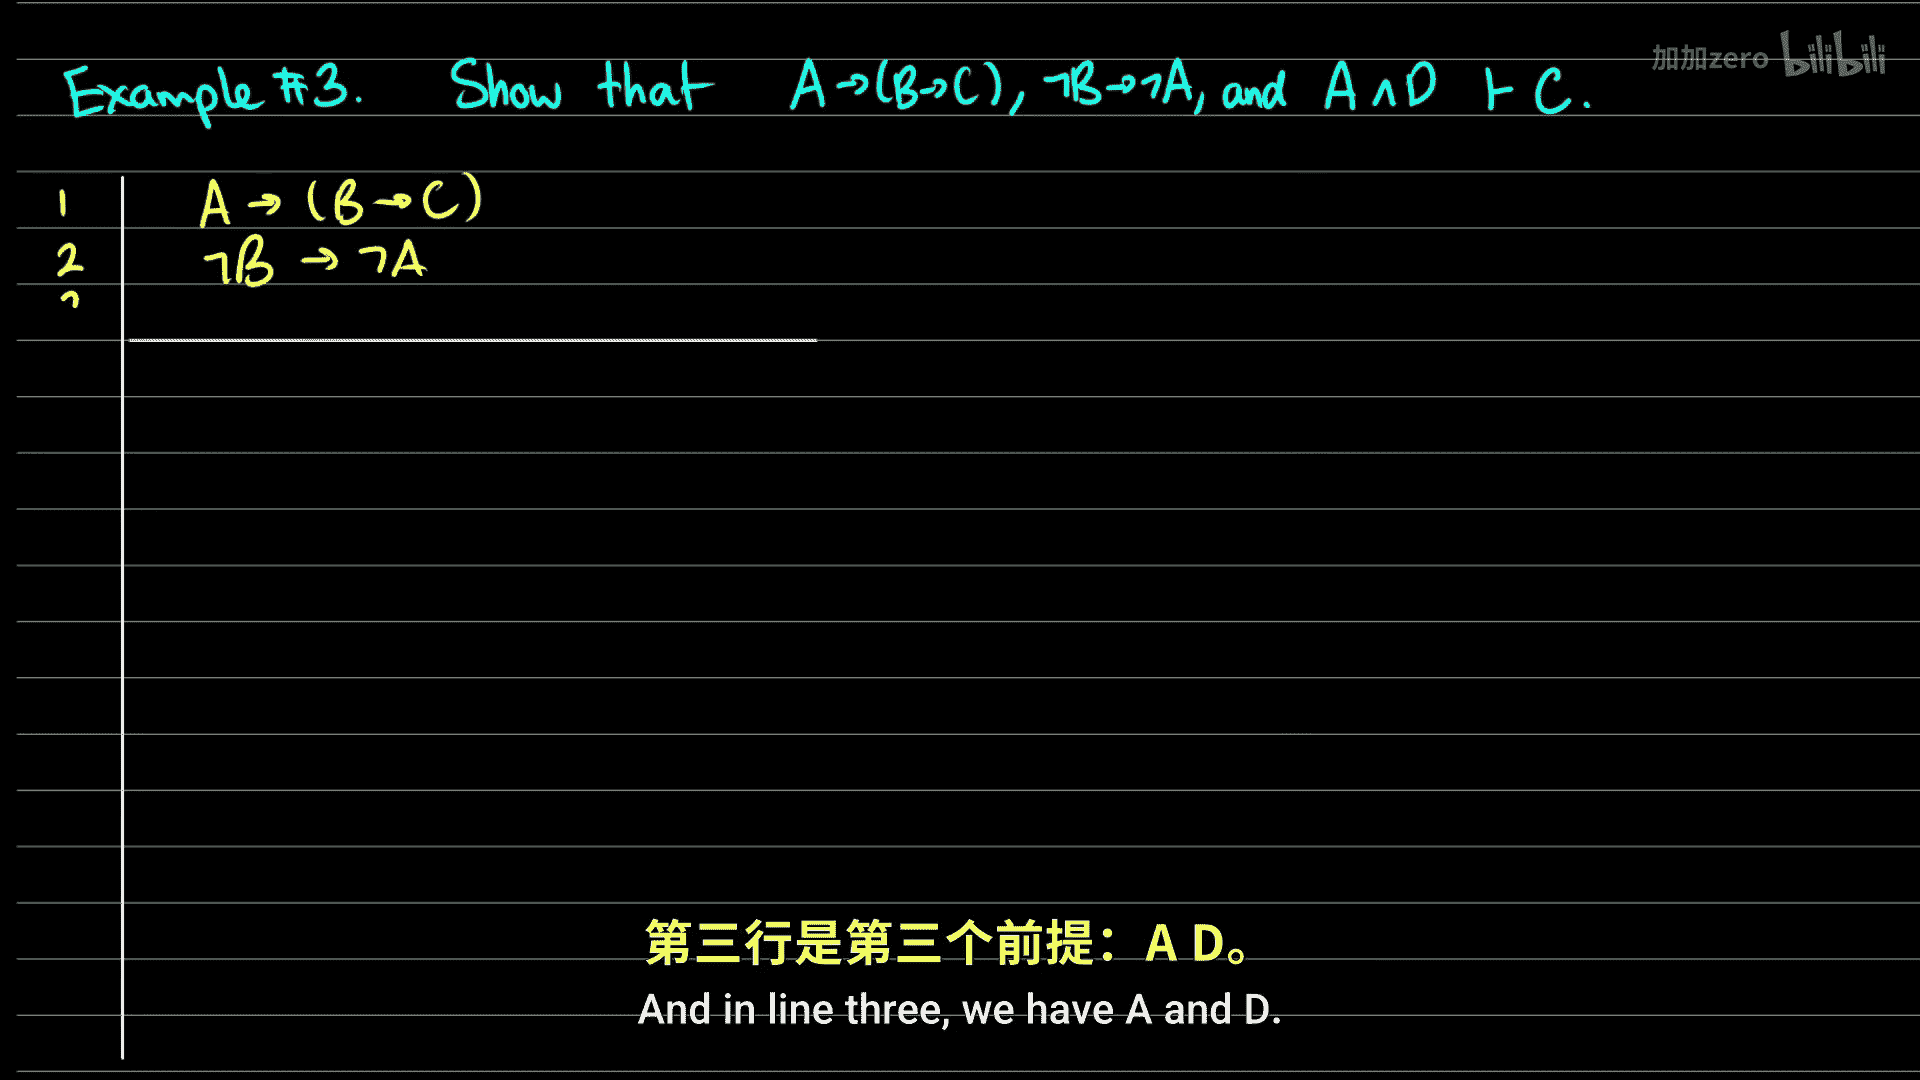 加加zero bilibili
Example #3. Show that A→(B→C), ¬B→¬A, and A∧D ⊢ C.
1 A→(B→C)
2 ¬B→¬A
第三行是第三个前提：A D。
And in line three, we have A and D.